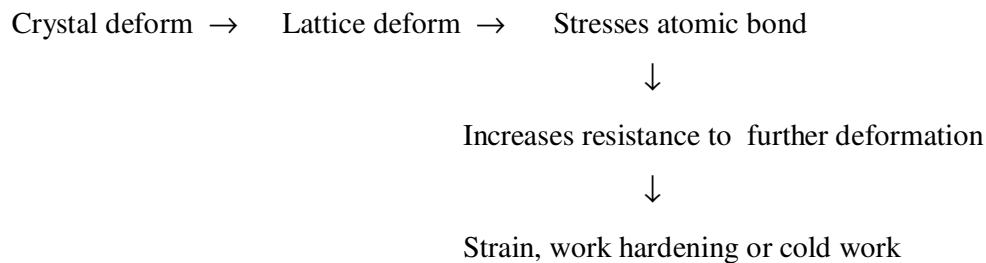 Crystal deform → Lattice deform → Stresses atomic bond
↓
Increases resistance to further deformation
↓
Strain, work hardening or cold work